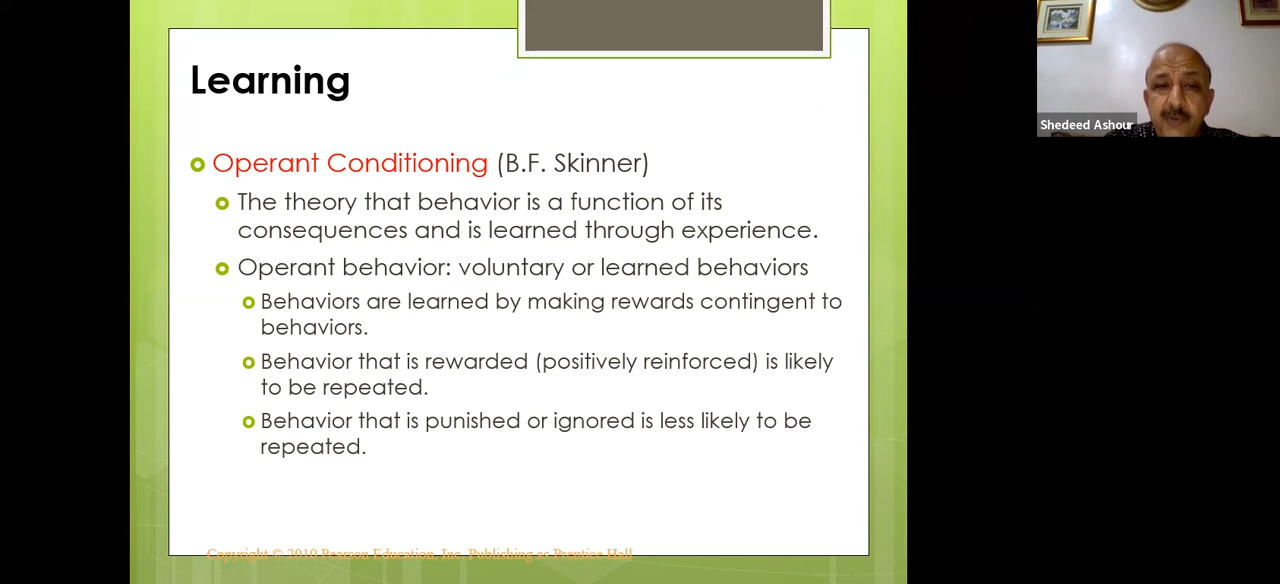 Learning
Operant Conditioning (B.F. Skinner)
The theory that behavior is a function of its
consequences and is learned through experience.
Operant behavior: voluntary or learned behaviors
Behaviors are learned by making rewards contingent to
behaviors.
Behavior that is rewarded (positively reinforced) is likely
to be repeated.
Behavior that is punished or ignored is less likely to be
repeated.
Copyright © 2010 Pearson Education, Inc. Publishing as Prentice Hall
Shedeed Ashour